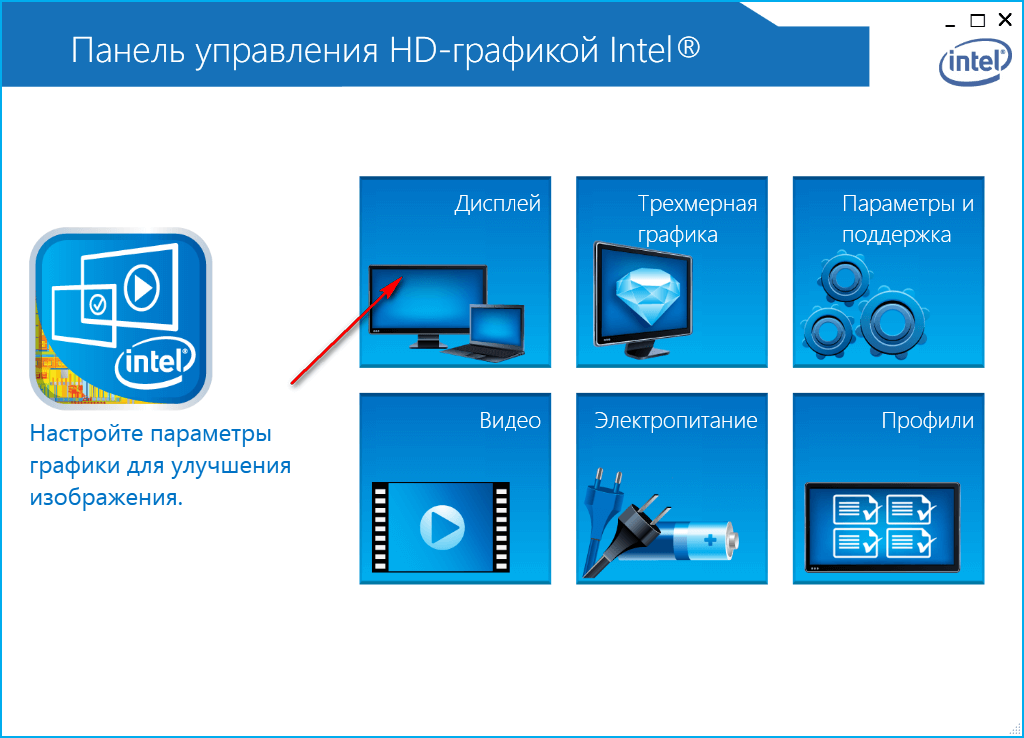 Панель управления HD-графикой Intel®
intel®
Дисплей
Трехмерная
графика
Параметры и
поддержка
intel®
Настройте параметры
графики для улучшения
изображения.
Видео
Электропитание
Профили